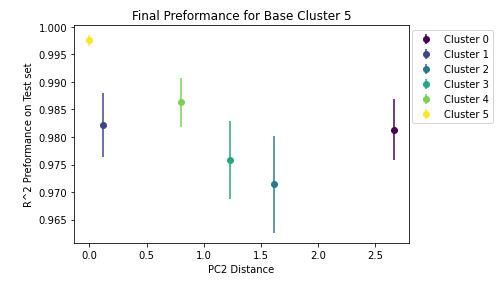 Final Preformance for Base Cluster 5
R^2 Preformance on Test set
1.000
0.995
0.990
0.985
0.980
0.975
0.970
0.965
0.0 0.5 1.0 1.5 2.0 2.5
PC2 Distance
Cluster 0
Cluster 1
Cluster 2
Cluster 3
Cluster 4
Cluster 5